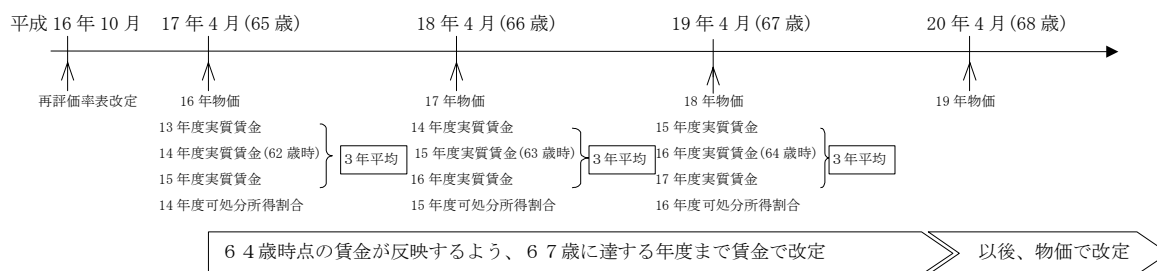 平成 16 年 10 月 17 年 4 月 (65 歳) 18 年 4 月 (66 歳) 19 年 4 月 (67 歳) 20 年 4 月 (68 歳)
再評価率表改定 16 年物価 17 年物価 18 年物価 19 年物価
13 年度実質賃金 14 年度実質賃金 15 年度実質賃金
14 年度実質賃金(62 歳時) 3年平均 15 年度実質賃金(63 歳時) 3年平均 16 年度実質賃金(64 歳時) 3年平均
15 年度実質賃金 16 年度実質賃金 17 年度実質賃金
14 年度可処分所得割合 15 年度可処分所得割合 16 年度可処分所得割合
64歳時点の賃金が反映するよう、67歳に達する年度まで賃金で改定 以後、物価で改定